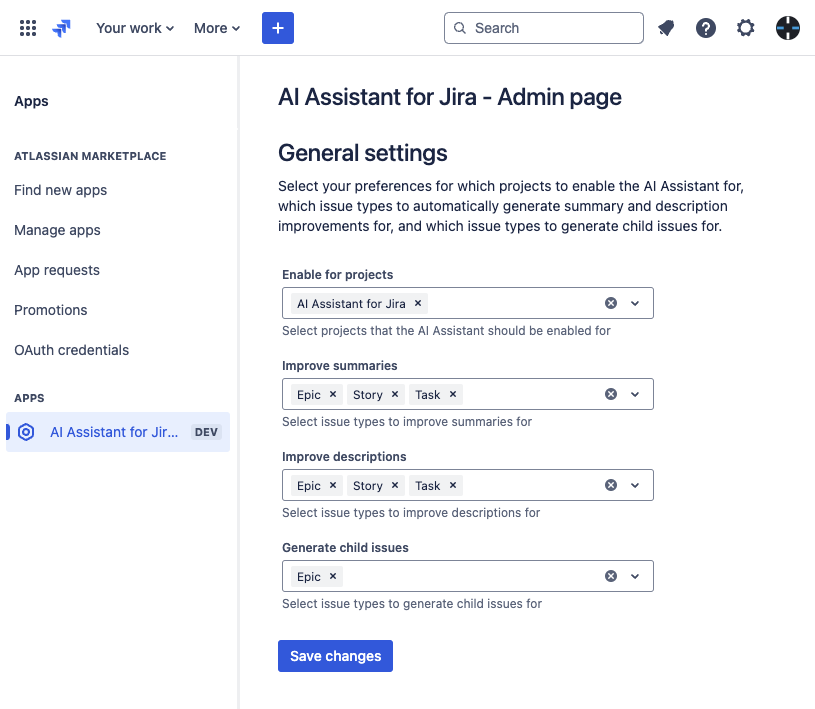 Your work
More
+
Search
Apps
ATLASSIAN MARKETPLACE
Find new apps
Manage apps
App requests
Promotions
OAuth credentials
APPS
AI Assistant for Jir... DEV
AI Assistant for Jira - Admin page
General settings
Select your preferences for which projects to enable the AI Assistant for,
which issue types to automatically generate summary and description
improvements for, and which issue types to generate child issues for.
Enable for projects
AI Assistant for Jira
Select projects that the AI Assistant should be enabled for
Improve summaries
Epic Story Task
Select issue types to improve summaries for
Improve descriptions
Epic Story Task
Select issue types to improve descriptions for
Generate child issues
Epic
Select issue types to generate child issues for
Save changes